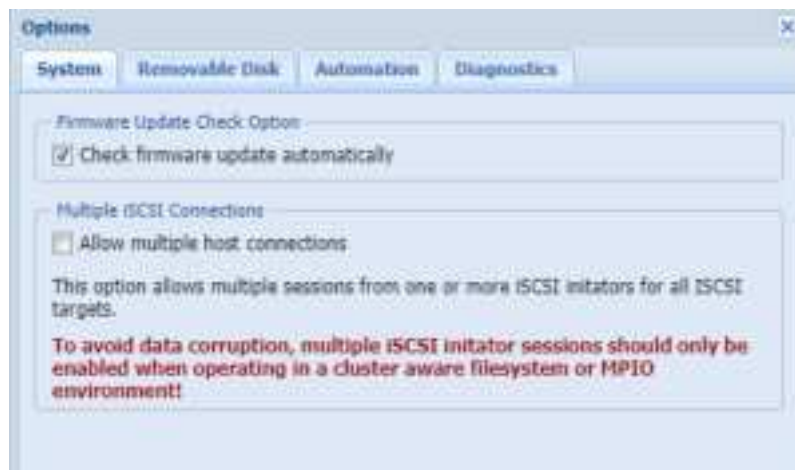 Options
System Removable Disk Automation Diagnostics
Firmware Update Check Option
Check firmware update automatically
Multiple iSCSI Connections
Allow multiple host connections
This option allows multiple sessions from one or more iSCSI initators for all ISCSI
targets.
To avoid data corruption, multiple iSCSI initator sessions should only be
enabled when operating in a cluster aware filesystem or MPIO
environment!